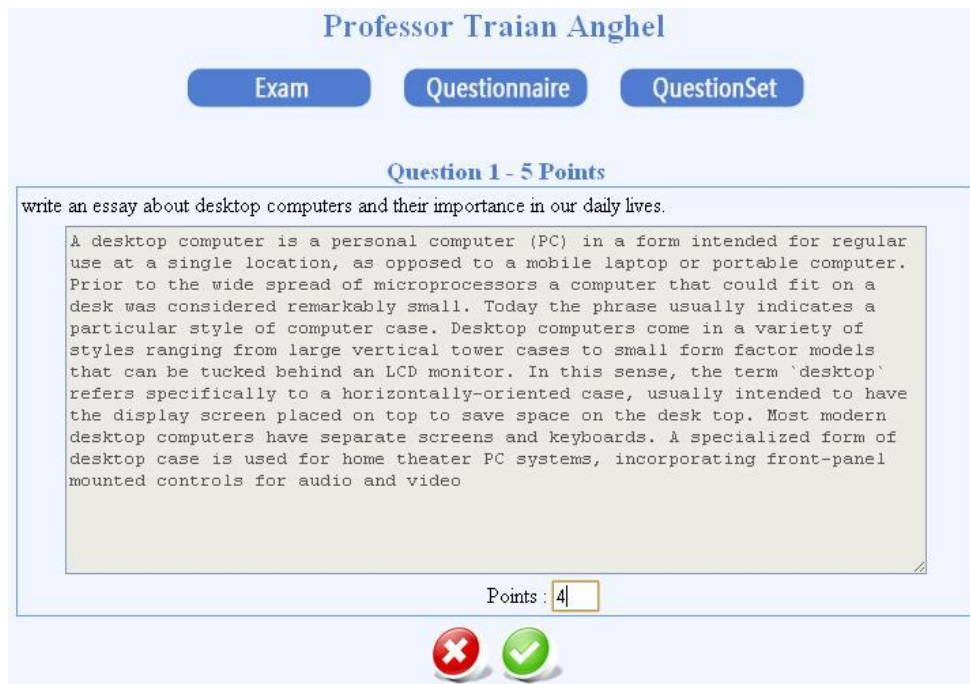 Professor Traian Anghel
Exam Questionnaire QuestionSet
Question 1 - 5 Points
write an essay about desktop computers and their importance in our daily lives.
A desktop computer is a personal computer (PC) in a form intended for regular
use at a single location, as opposed to a mobile laptop or portable computer.
Prior to the wide spread of microprocessors a computer that could fit on a
desk was considered remarkably small. Today the phrase usually indicates a
particular style of computer case. Desktop computers come in a variety of
styles ranging from large vertical tower cases to small form factor models
that can be tucked behind an LCD monitor. In this sense, the term `desktop`
refers specifically to a horizontally-oriented case, usually intended to have
the display screen placed on top to save space on the desk top. Most modern
desktop computers have separate screens and keyboards. A specialized form of
desktop case is used for home theater PC systems, incorporating front-panel
mounted controls for audio and video
Points : 4